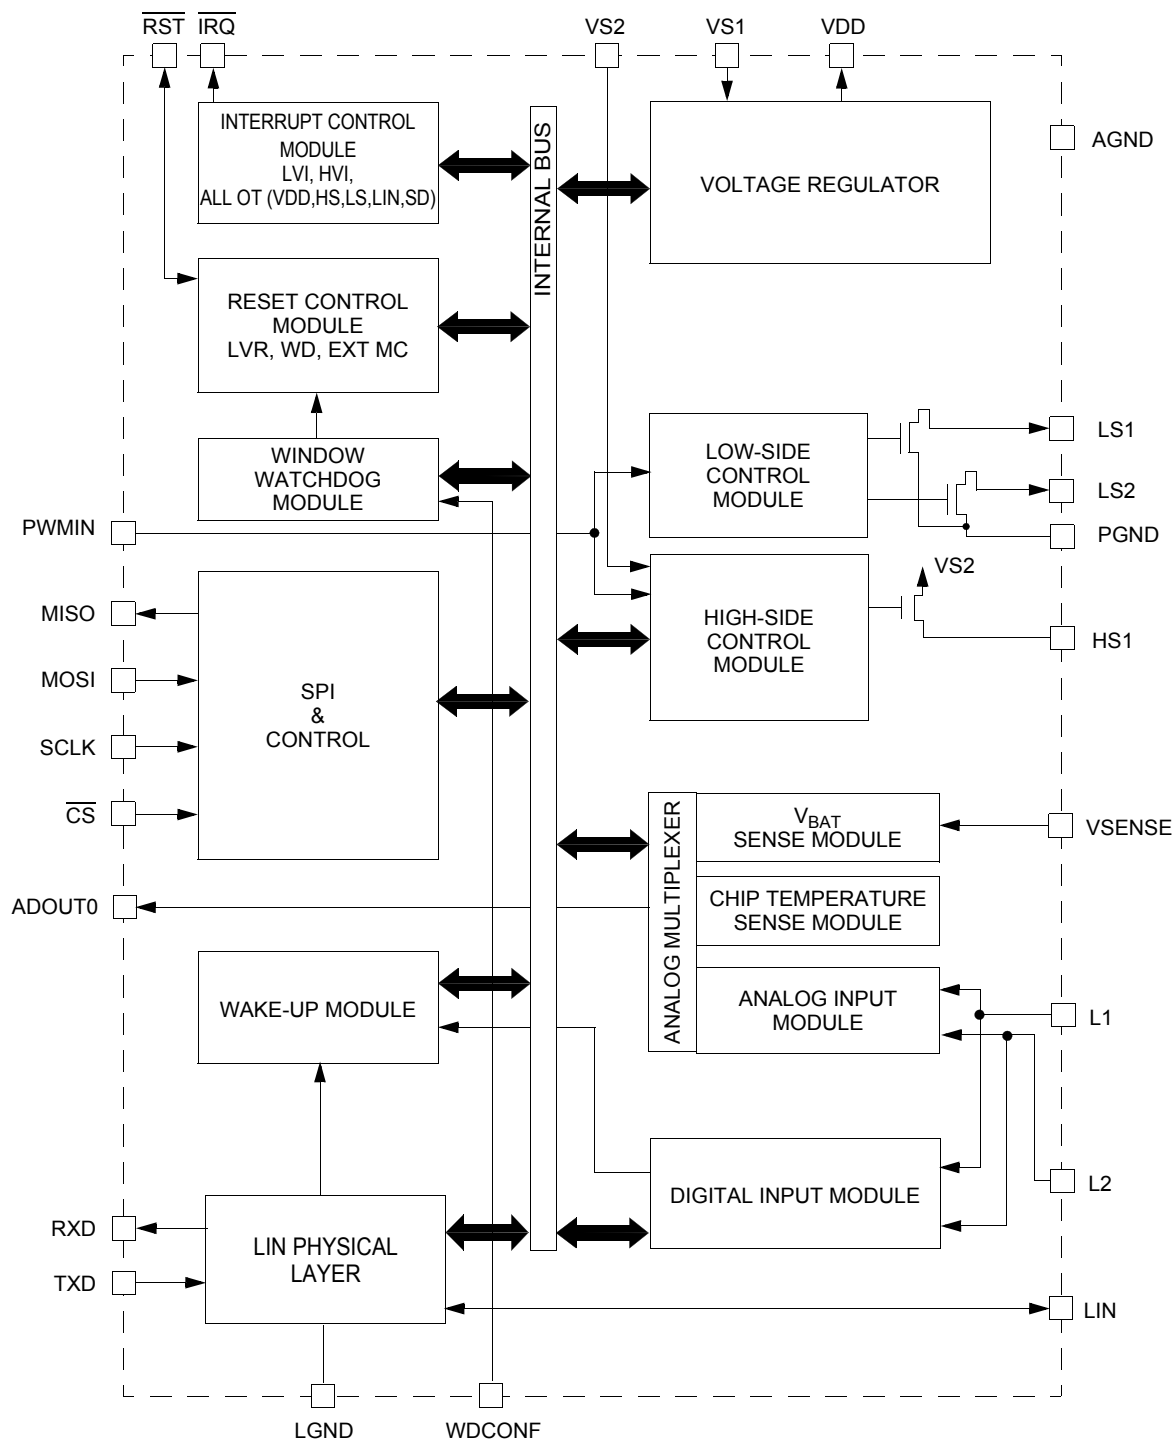 RST
IRQ
VS2
VS1
VDD
INTERRUPT CONTROL
MODULE
LVI, HVI,
ALL OT (VDD,HS,LS,LIN,SD)
INTERNAL BUS
VOLTAGE REGULATOR
AGND
RESET CONTROL
MODULE
LVR, WD, EXT MC
WINDOW
WATCHDOG
MODULE
PWMIN
LOW-SIDE
CONTROL
MODULE
LS1
LS2
PGND
VS2
HIGH-SIDE
CONTROL
MODULE
HS1
MISO
MOSI
SCLK
CS
SPI
&
CONTROL
ANALOG MULTIPLEXER
VBAT
SENSE MODULE
VSENSE
CHIP TEMPERATURE
SENSE MODULE
ADOUT0
ANALOG INPUT
MODULE
L1
WAKE-UP MODULE
DIGITAL INPUT MODULE
L2
RXD
TXD
LIN PHYSICAL
LAYER
LIN
LGND
WDCONF